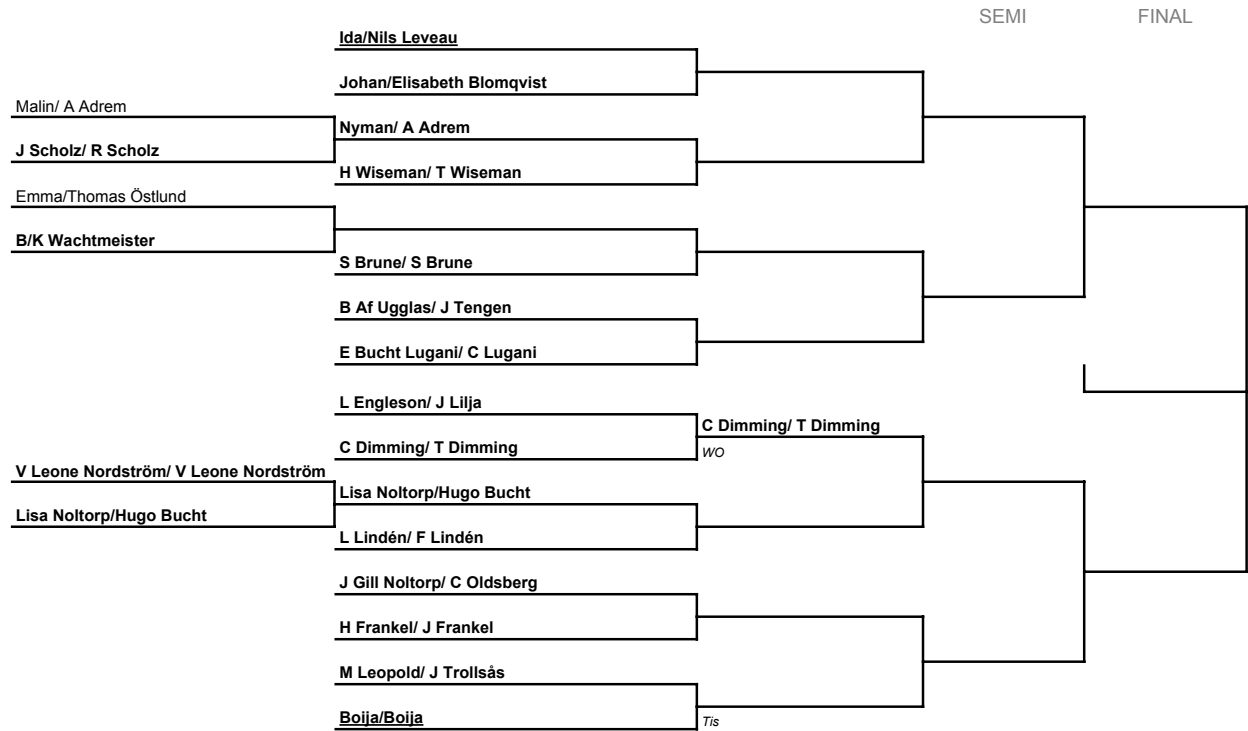 SEMI FINAL
Ida/Nils Leveau
Johan/Elisabeth Blomqvist
Malin/ A Adrem
Nyman/ A Adrem
J Scholz/ R Scholz
H Wiseman/ T Wiseman
Emma/Thomas Östlund
B/K Wachtmeister
S Brune/ S Brune
B Af Ugglas/ J Tengen
E Bucht Lugani/ C Lugani
L Engleson/ J Lilja
C Dimming/ T Dimming
C Dimming/ T Dimming
WO
V Leone Nordström/ V Leone Nordström
Lisa Noltorp/Hugo Bucht
Lisa Noltorp/Hugo Bucht
L Lindén/ F Lindén
J Gill Noltorp/ C Oldsberg
H Frankel/ J Frankel
M Leopold/ J Trollsås
Boija/Boija
Tis